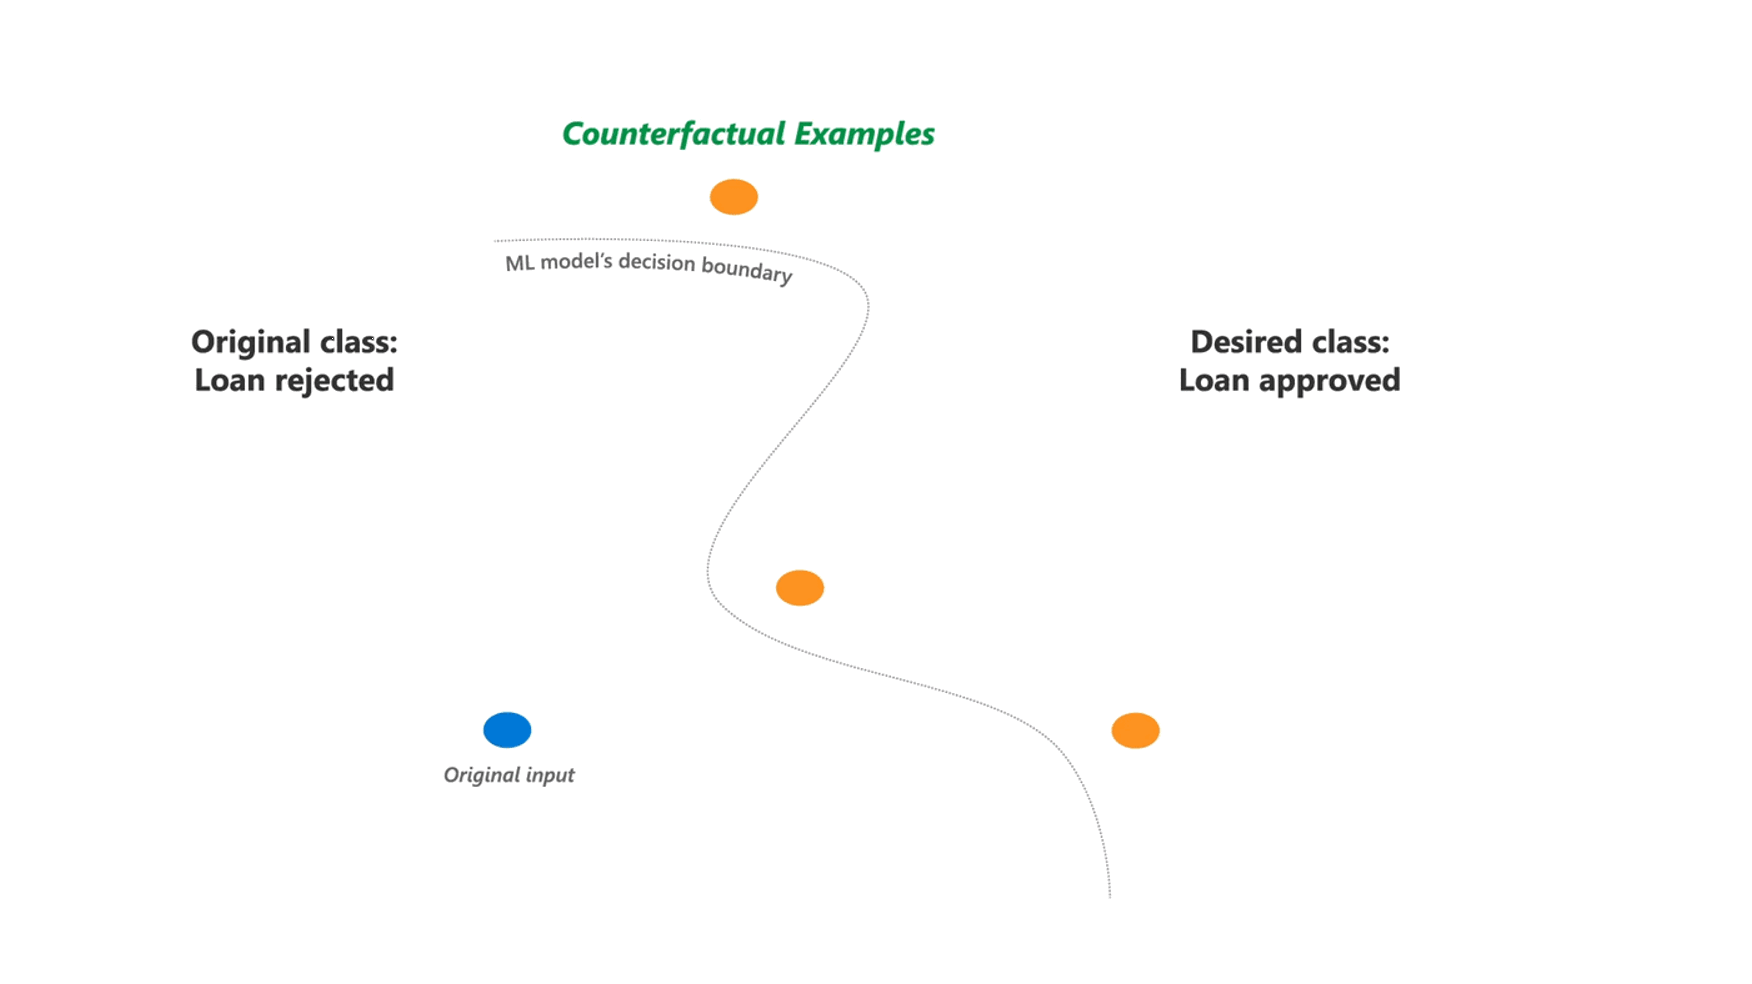 Counterfactual Examples
ML model's decision boundary
Original class:
Loan rejected
Desired class:
Loan approved
Original input